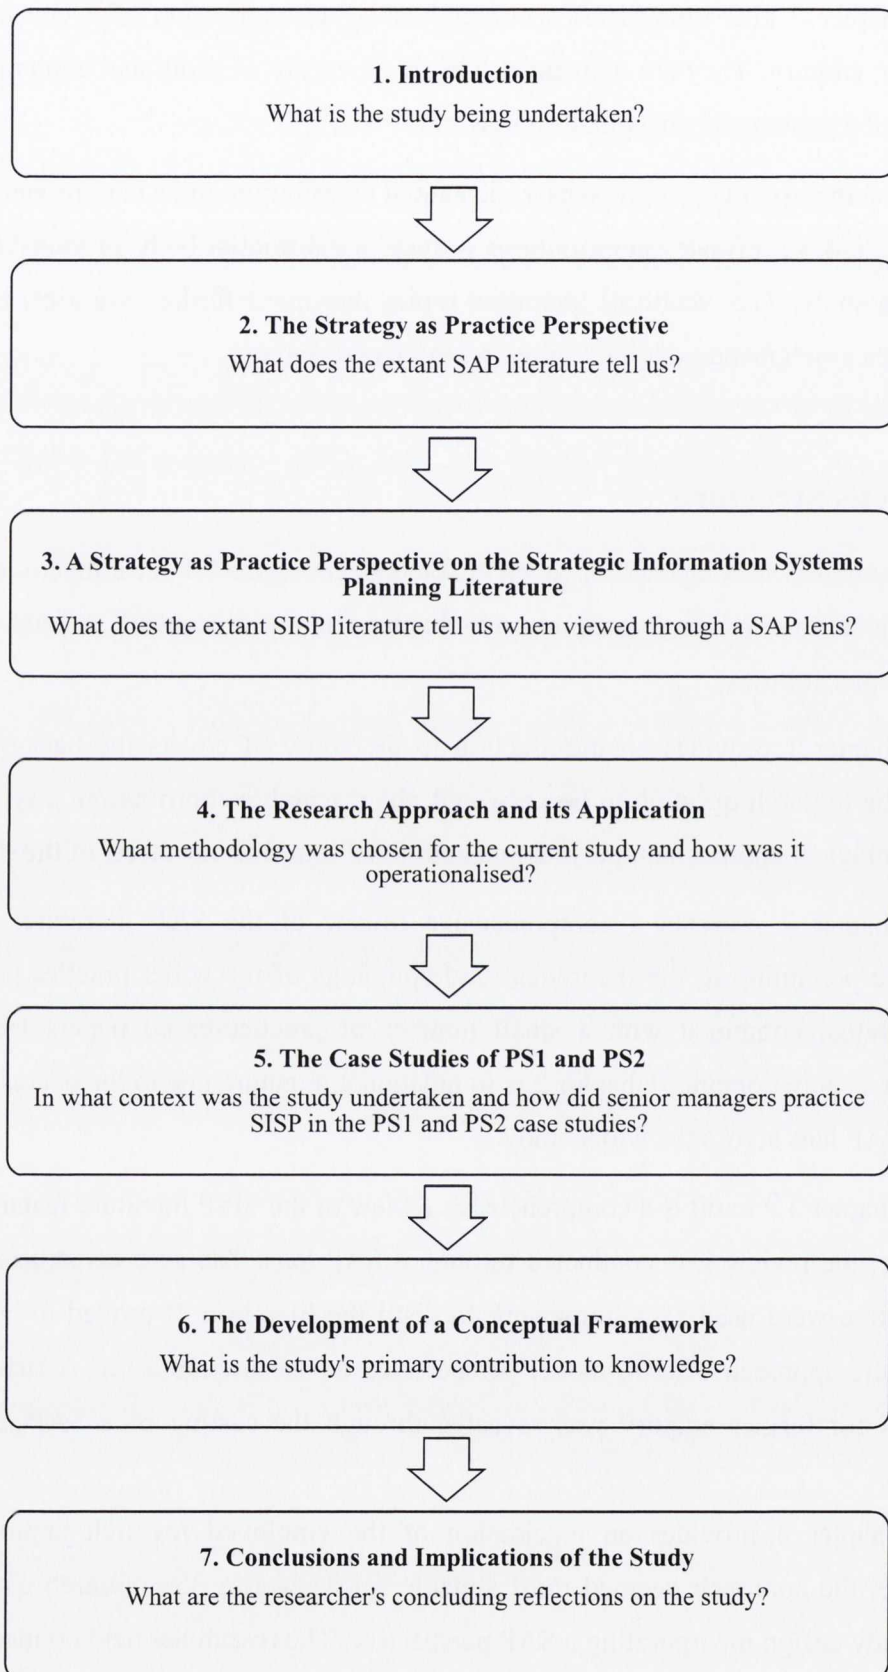 1. Introduction
What is the study being undertaken?
2. The Strategy as Practice Perspective
What does the extant SAP literature tell us?
3. A Strategy as Practice Perspective on the Strategic Information Systems
Planning Literature
What does the extant SISP literature tell us when viewed through a SAP lens?
4. The Research Approach and its Application
What methodology was chosen for the current study and how was it
operationalised?
5. The Case Studies of PS1 and PS2
In what context was the study undertaken and how did senior managers practice
SISP in the PS1 and PS2 case studies?
6. The Development of a Conceptual Framework
What is the study's primary contribution to knowledge?
7. Conclusions and Implications of the Study
What are the researcher's concluding reflections on the study?